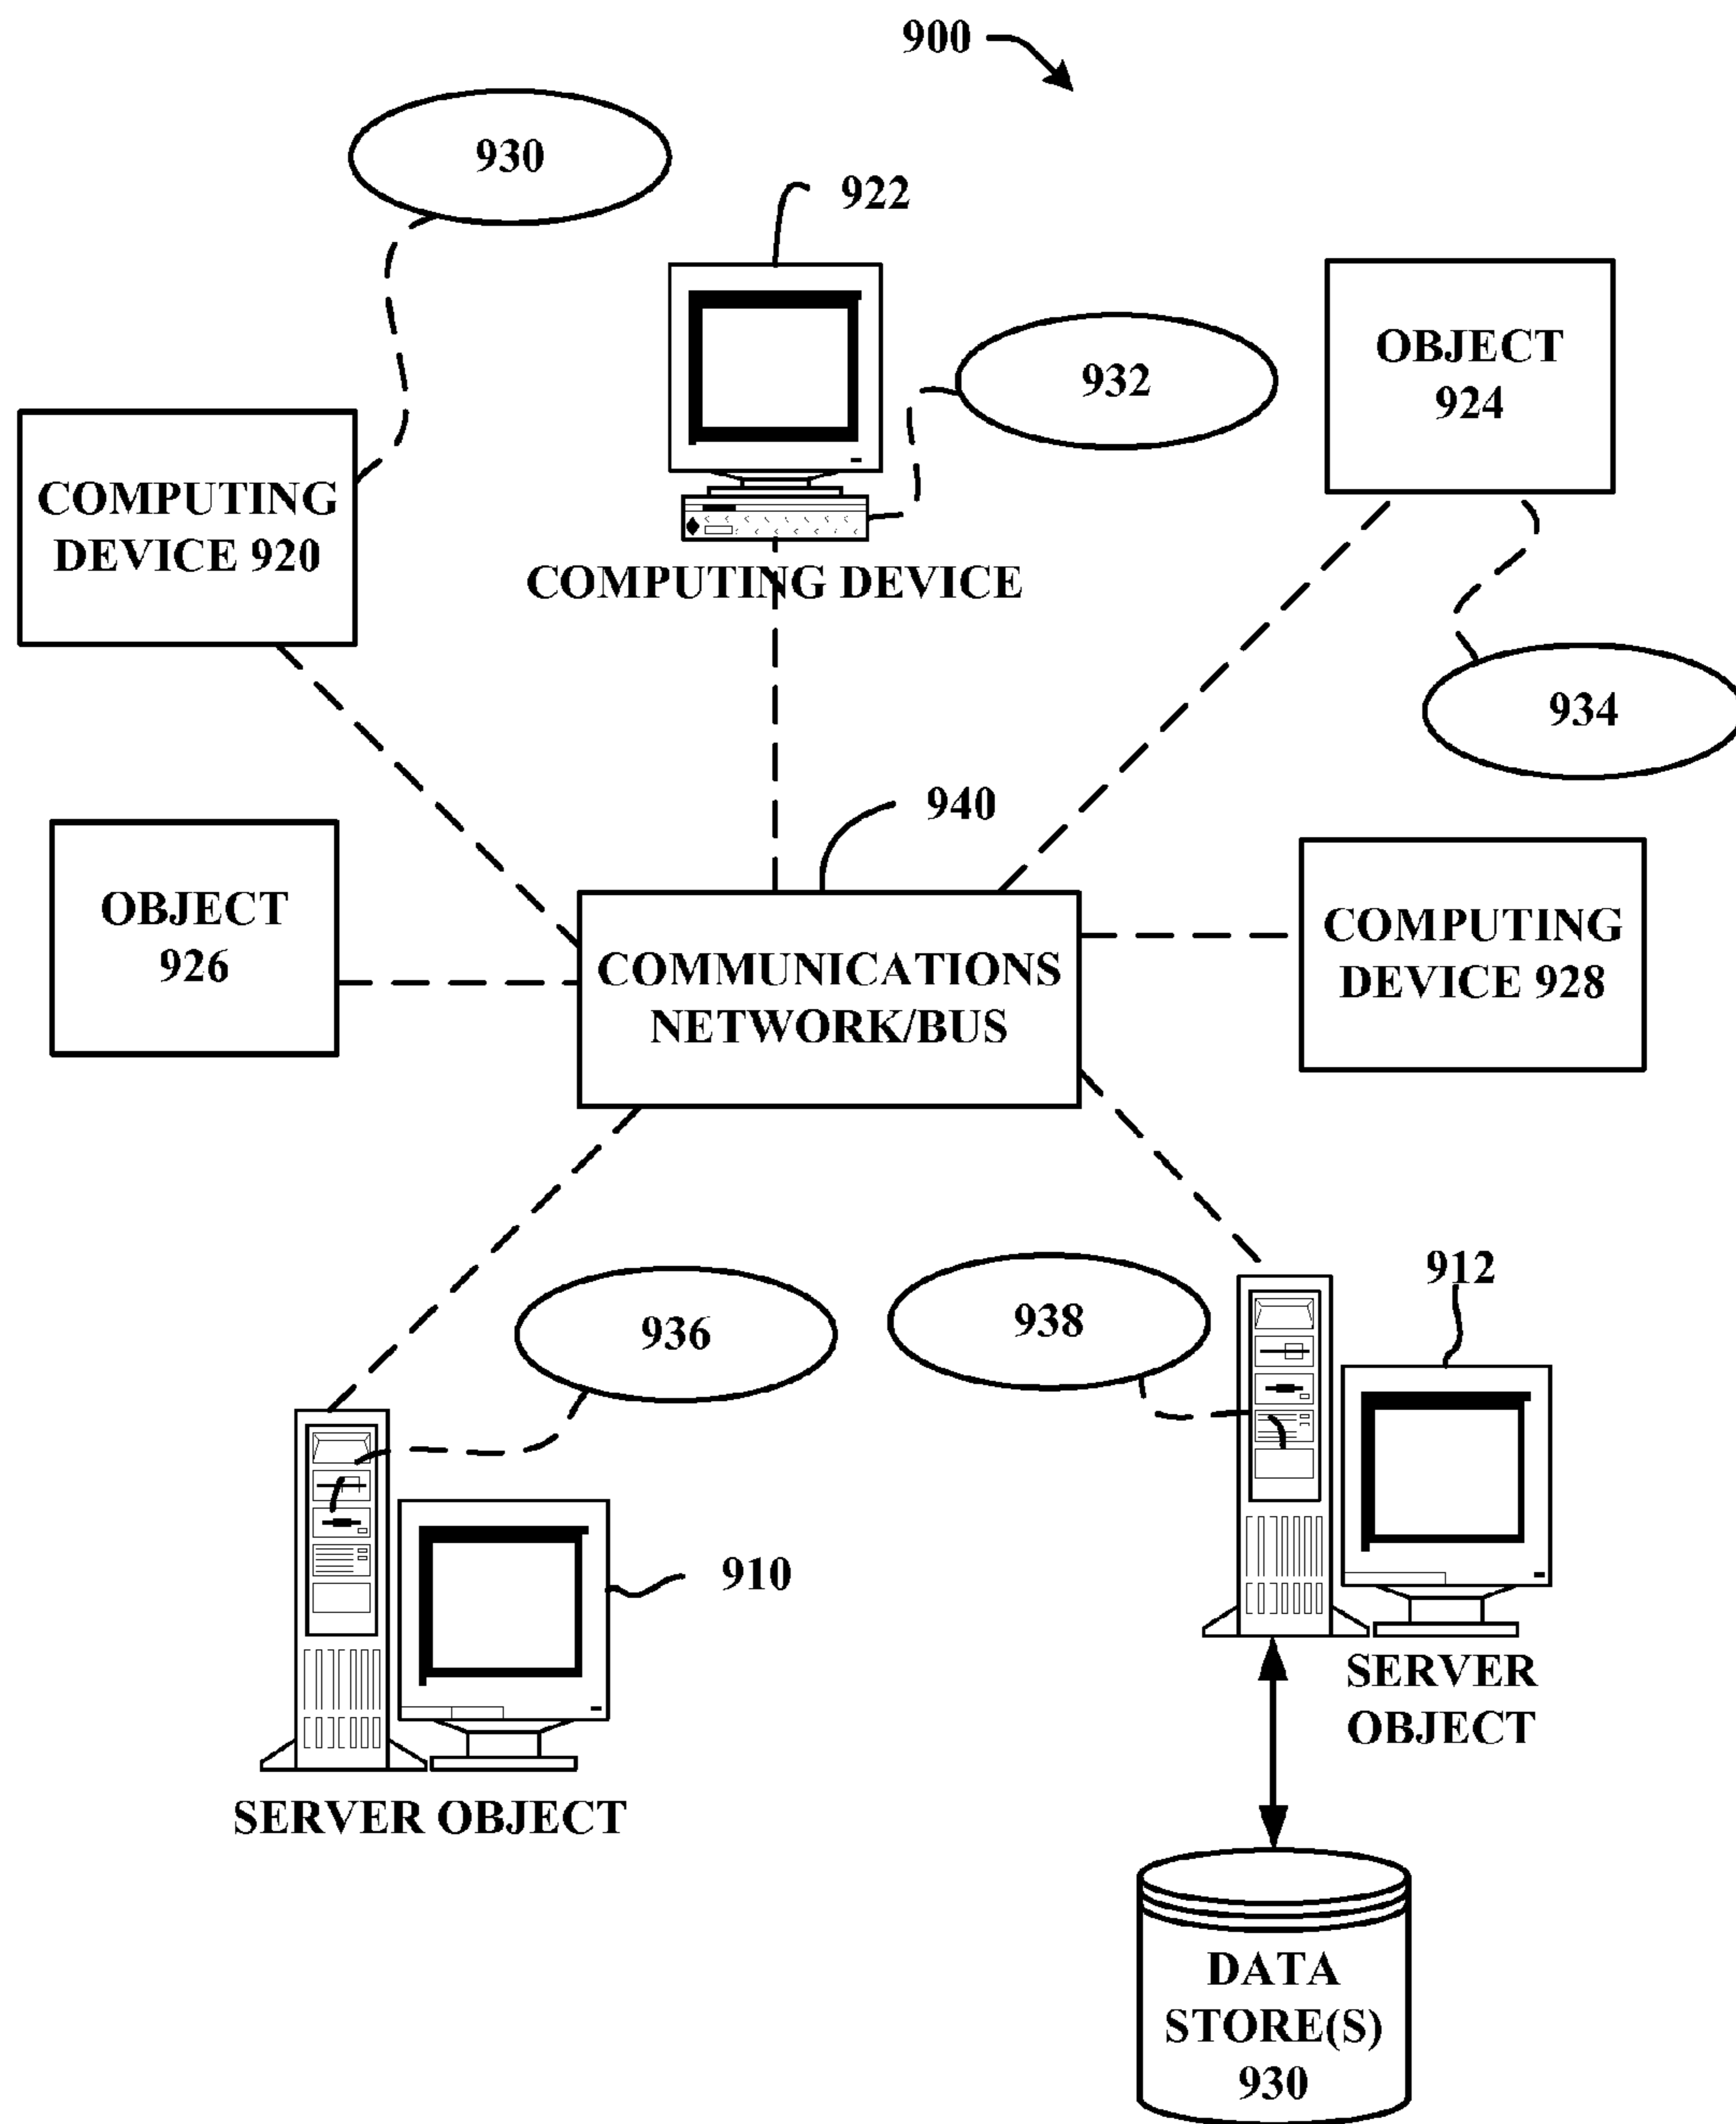 900
930
922
932
OBJECT
924
COMPUTING
DEVICE 920
COMPUTING DEVICE
934
940
OBJECT
926
COMMUNICATIONS
NETWORK/BUS
COMPUTING
DEVICE 928
936
938
912
910
SERVER
OBJECT
SERVER OBJECT
DATA
STORE(S)
930